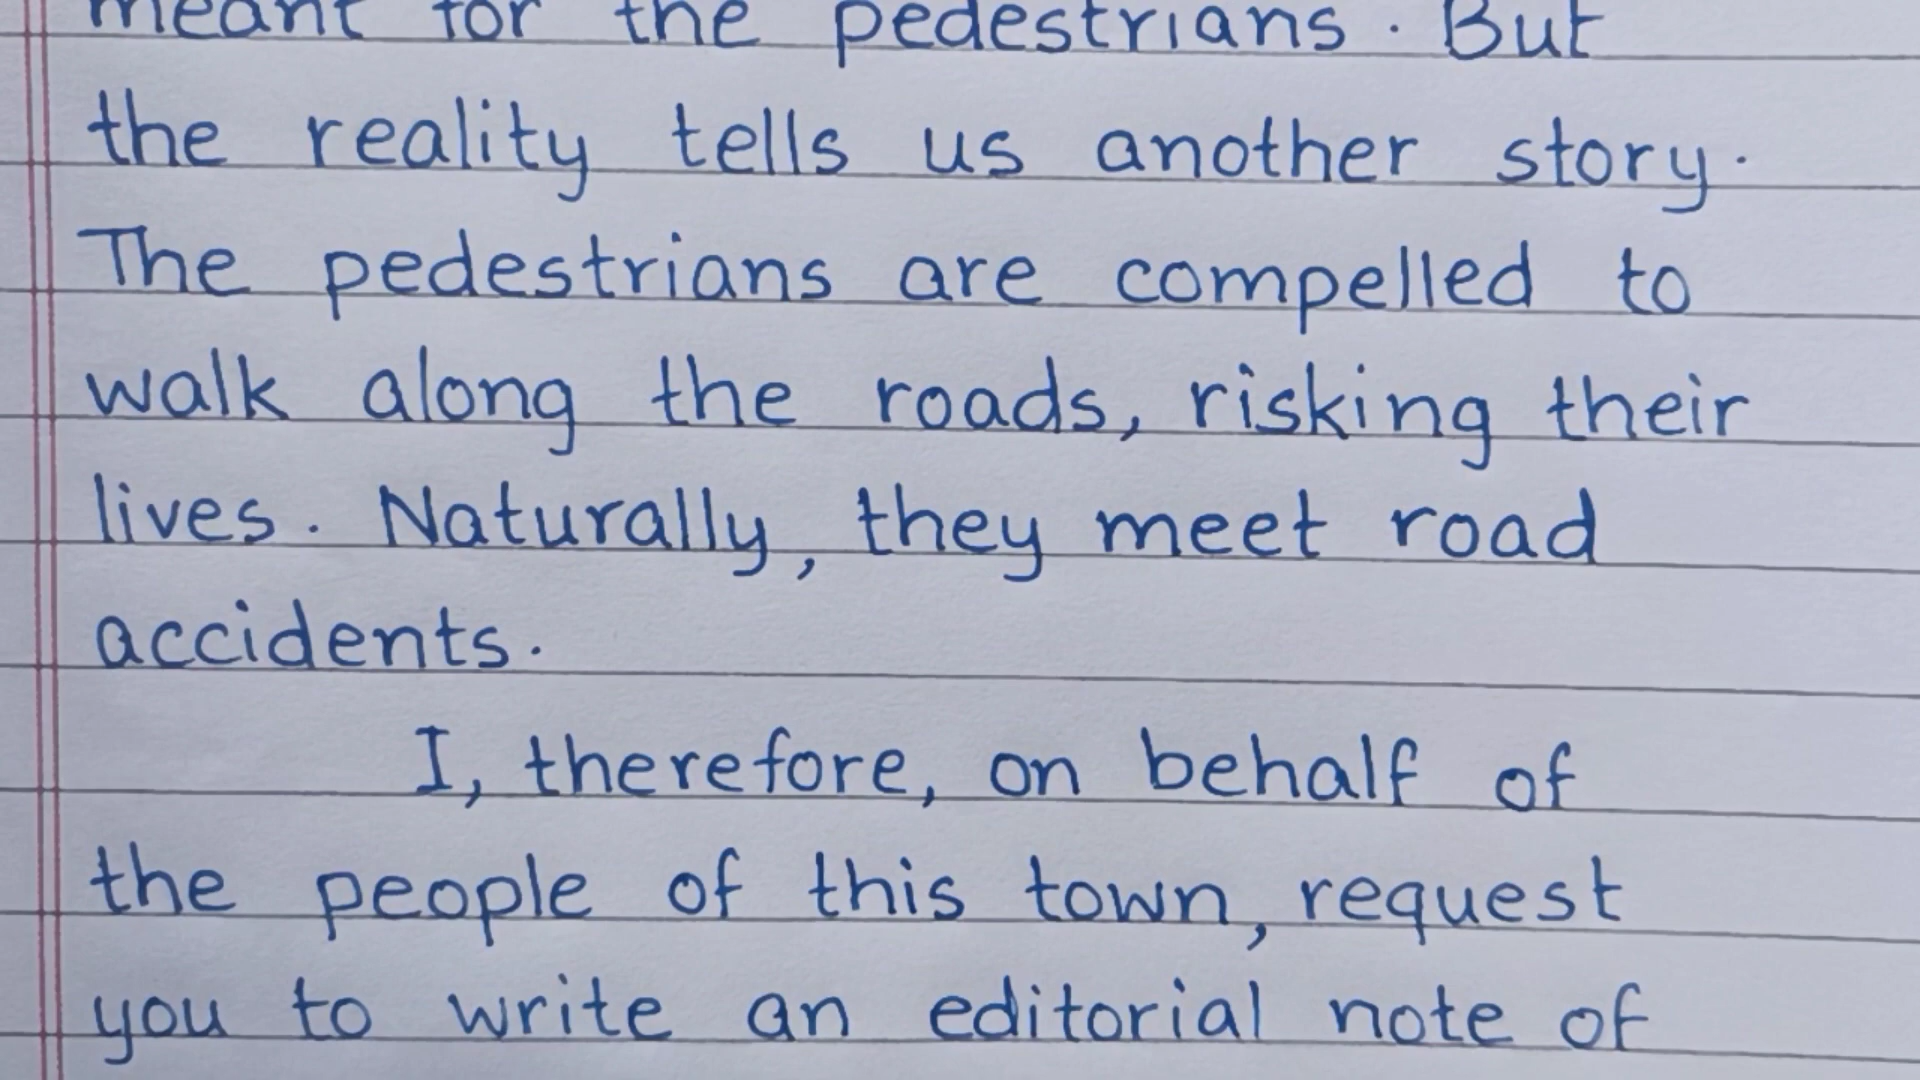 meant for the pedestrians. But
the reality tells us another story.
The pedestrians are compelled to
walk along the roads, risking their
lives. Naturally, they meet road
accidents.
I, therefore, on behalf of
the people of this town, request
you to write an editorial note of